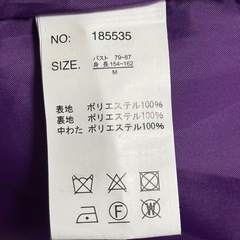 NO: 185535
SIZE. バスト 79-87
身長 154-162
M
表地 ポリエステル100%
裏地 ポリエステル100%
中わた ポリエステル100%
F
W